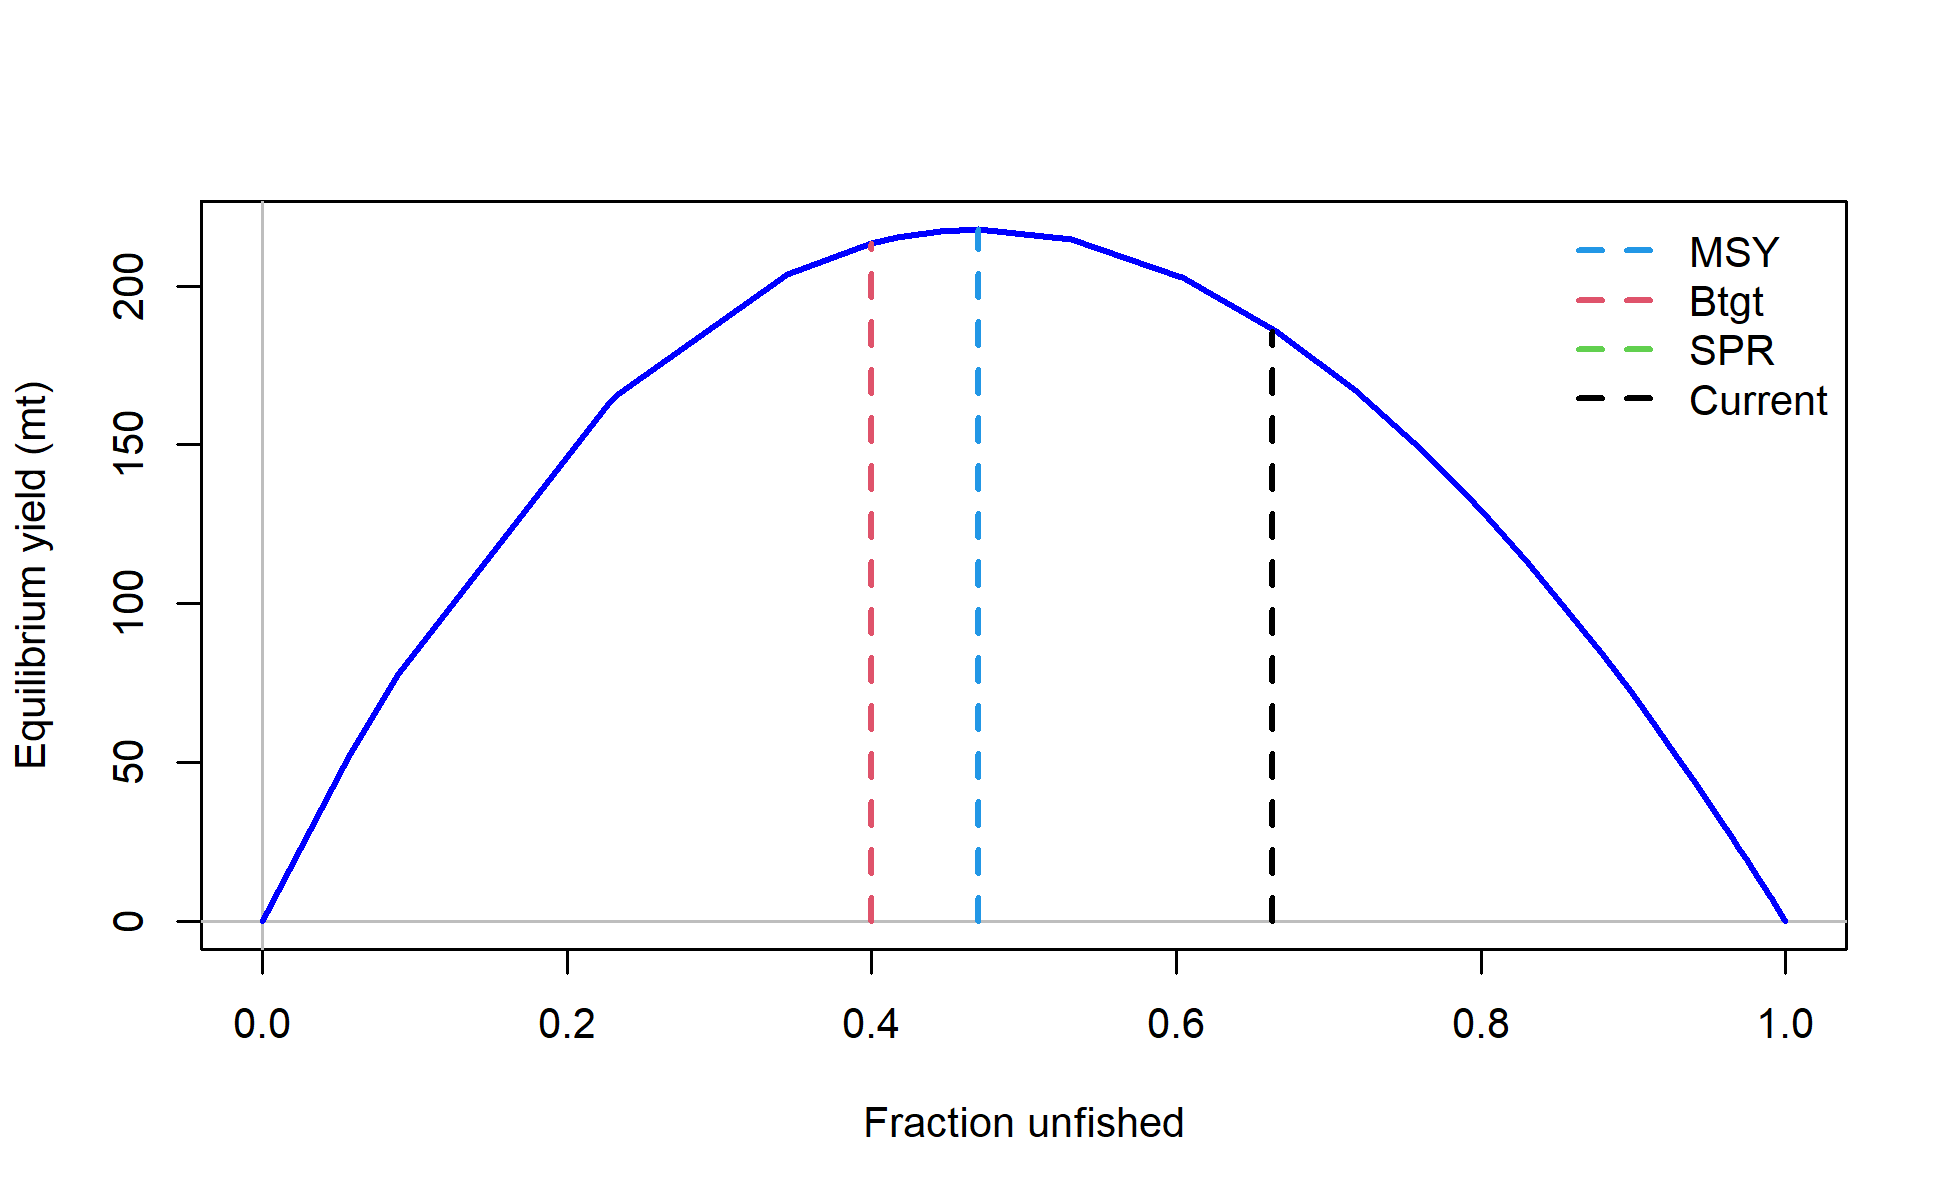 MSY
Btgt
SPR
Current
Equilibrium yield (mt)
200
150
100
50
0
0.0 0.2 0.4 0.6 0.8 1.0
Fraction unfished